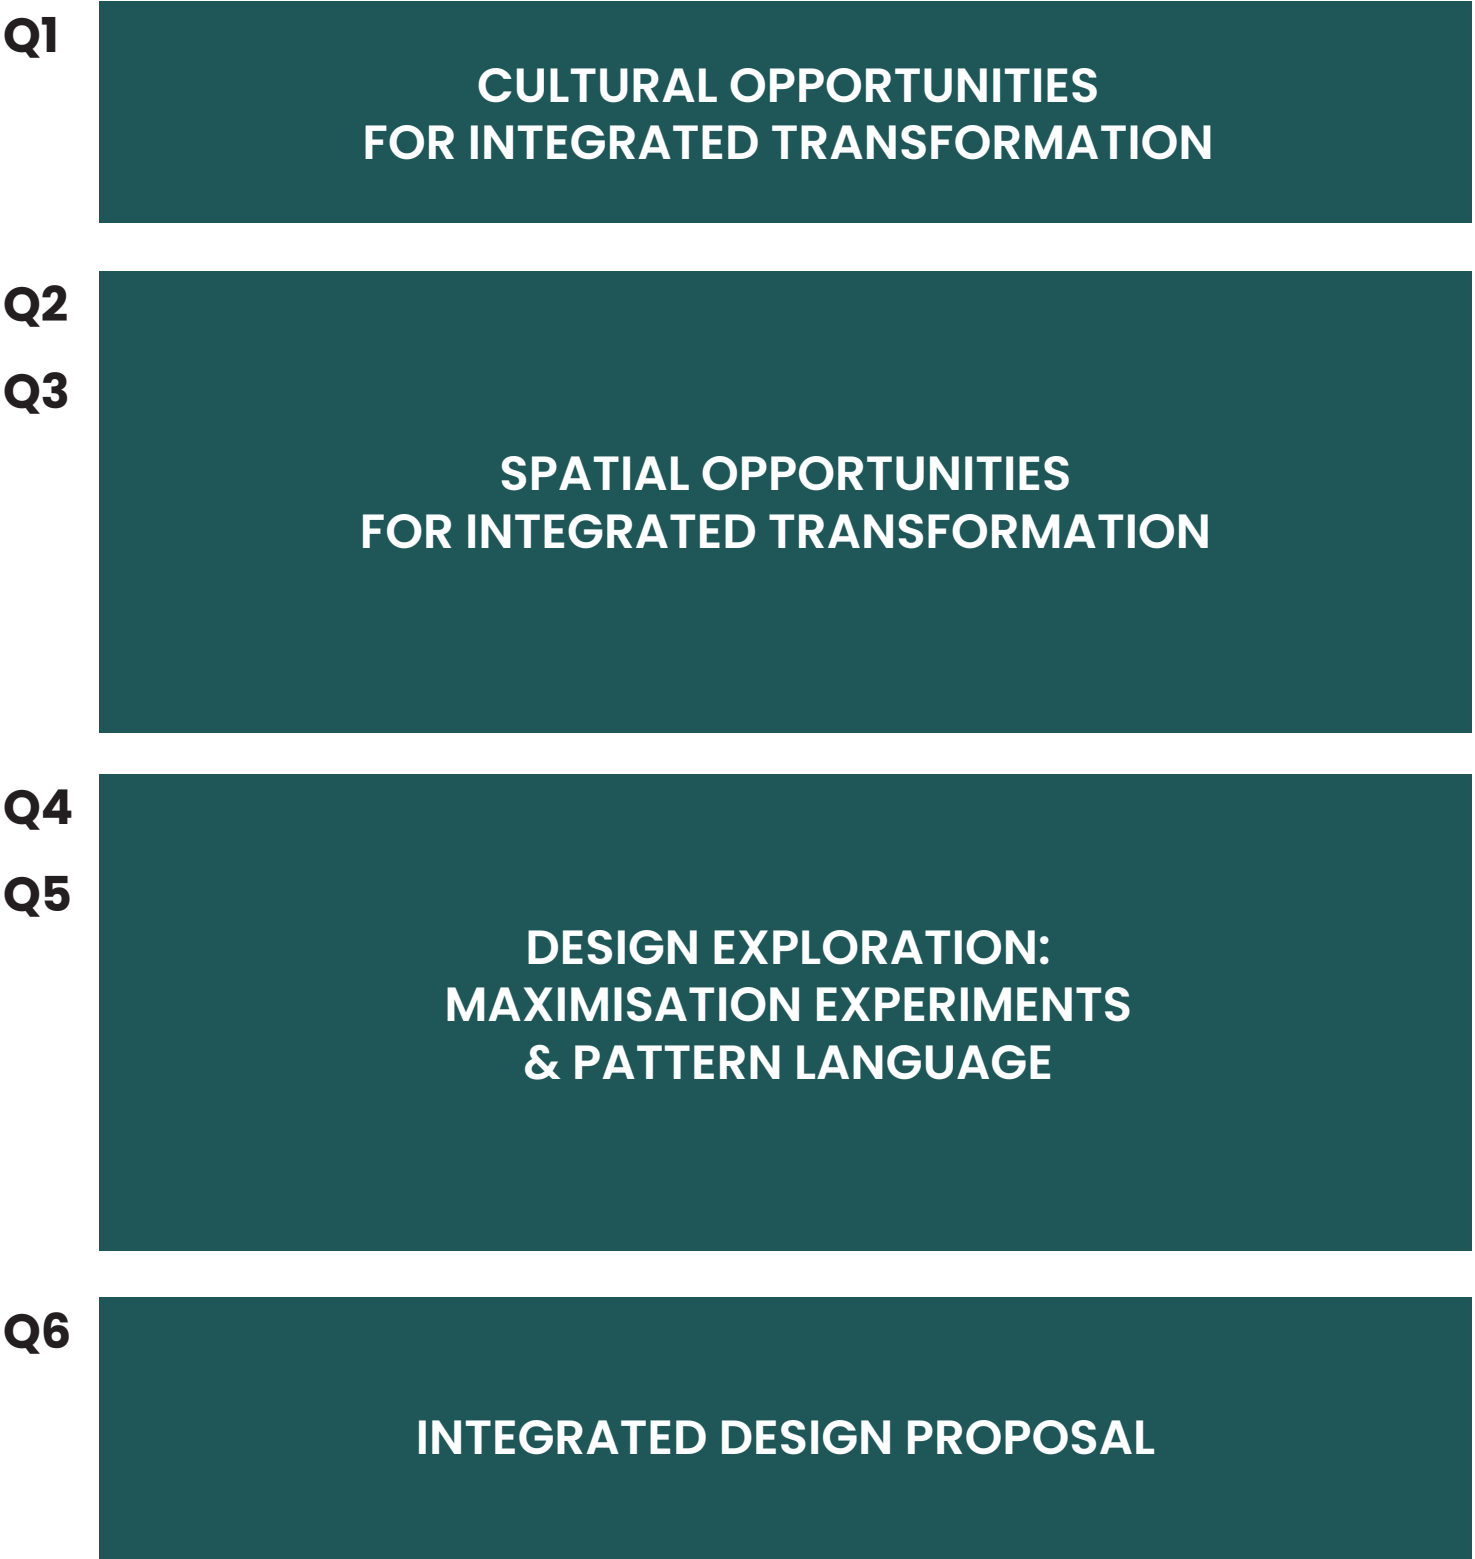 Q1
CULTURAL OPPORTUNITIES
FOR INTEGRATED TRANSFORMATION
Q2
Q3
SPATIAL OPPORTUNITIES
FOR INTEGRATED TRANSFORMATION
Q4
Q5
DESIGN EXPLORATION:
MAXIMISATION EXPERIMENTS
& PATTERN LANGUAGE
Q6
INTEGRATED DESIGN PROPOSAL